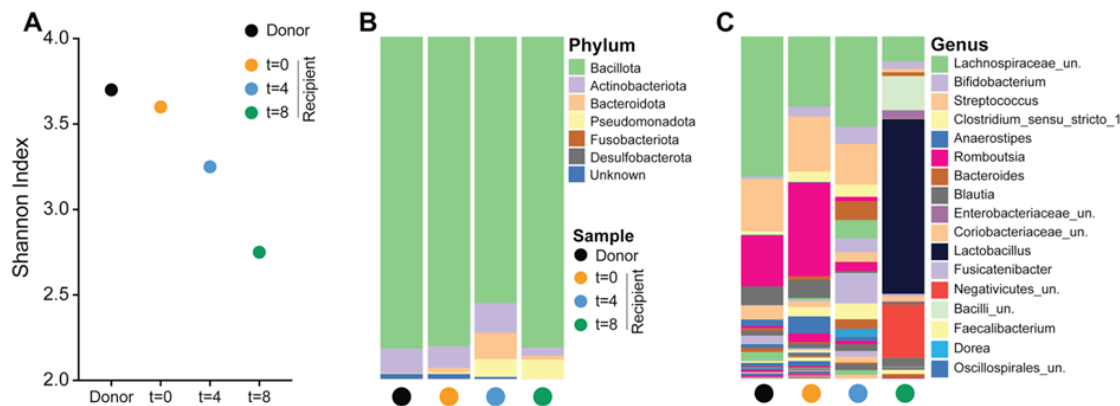 A
Shannon Index
4.0
3.5
3.0
2.5
2.0
Donor
t=0
t=4
t=8
Donor
t=0
t=4
t=8
Recipient
B
Phylum
Bacillota
Actinobacteriota
Bacteroidota
Pseudomonadota
Fusobacteriota
Desulfobacterota
Unknown
Sample
Donor
t=0
t=4
t=8
Recipient
C
Genus
Lachnospiraceae_un.
Bifidobacterium
Streptococcus
Clostridium_sensu_stricto_1
Anaerostipes
Romboutsia
Bacteroides
Blautia
Enterobacteriaceae_un.
Coriobacteriaceae_un.
Lactobacillus
Fusicatenibacter
Negativicutes_un.
Bacilli_un.
Faecalibacterium
Dorea
Oscillospirales_un.